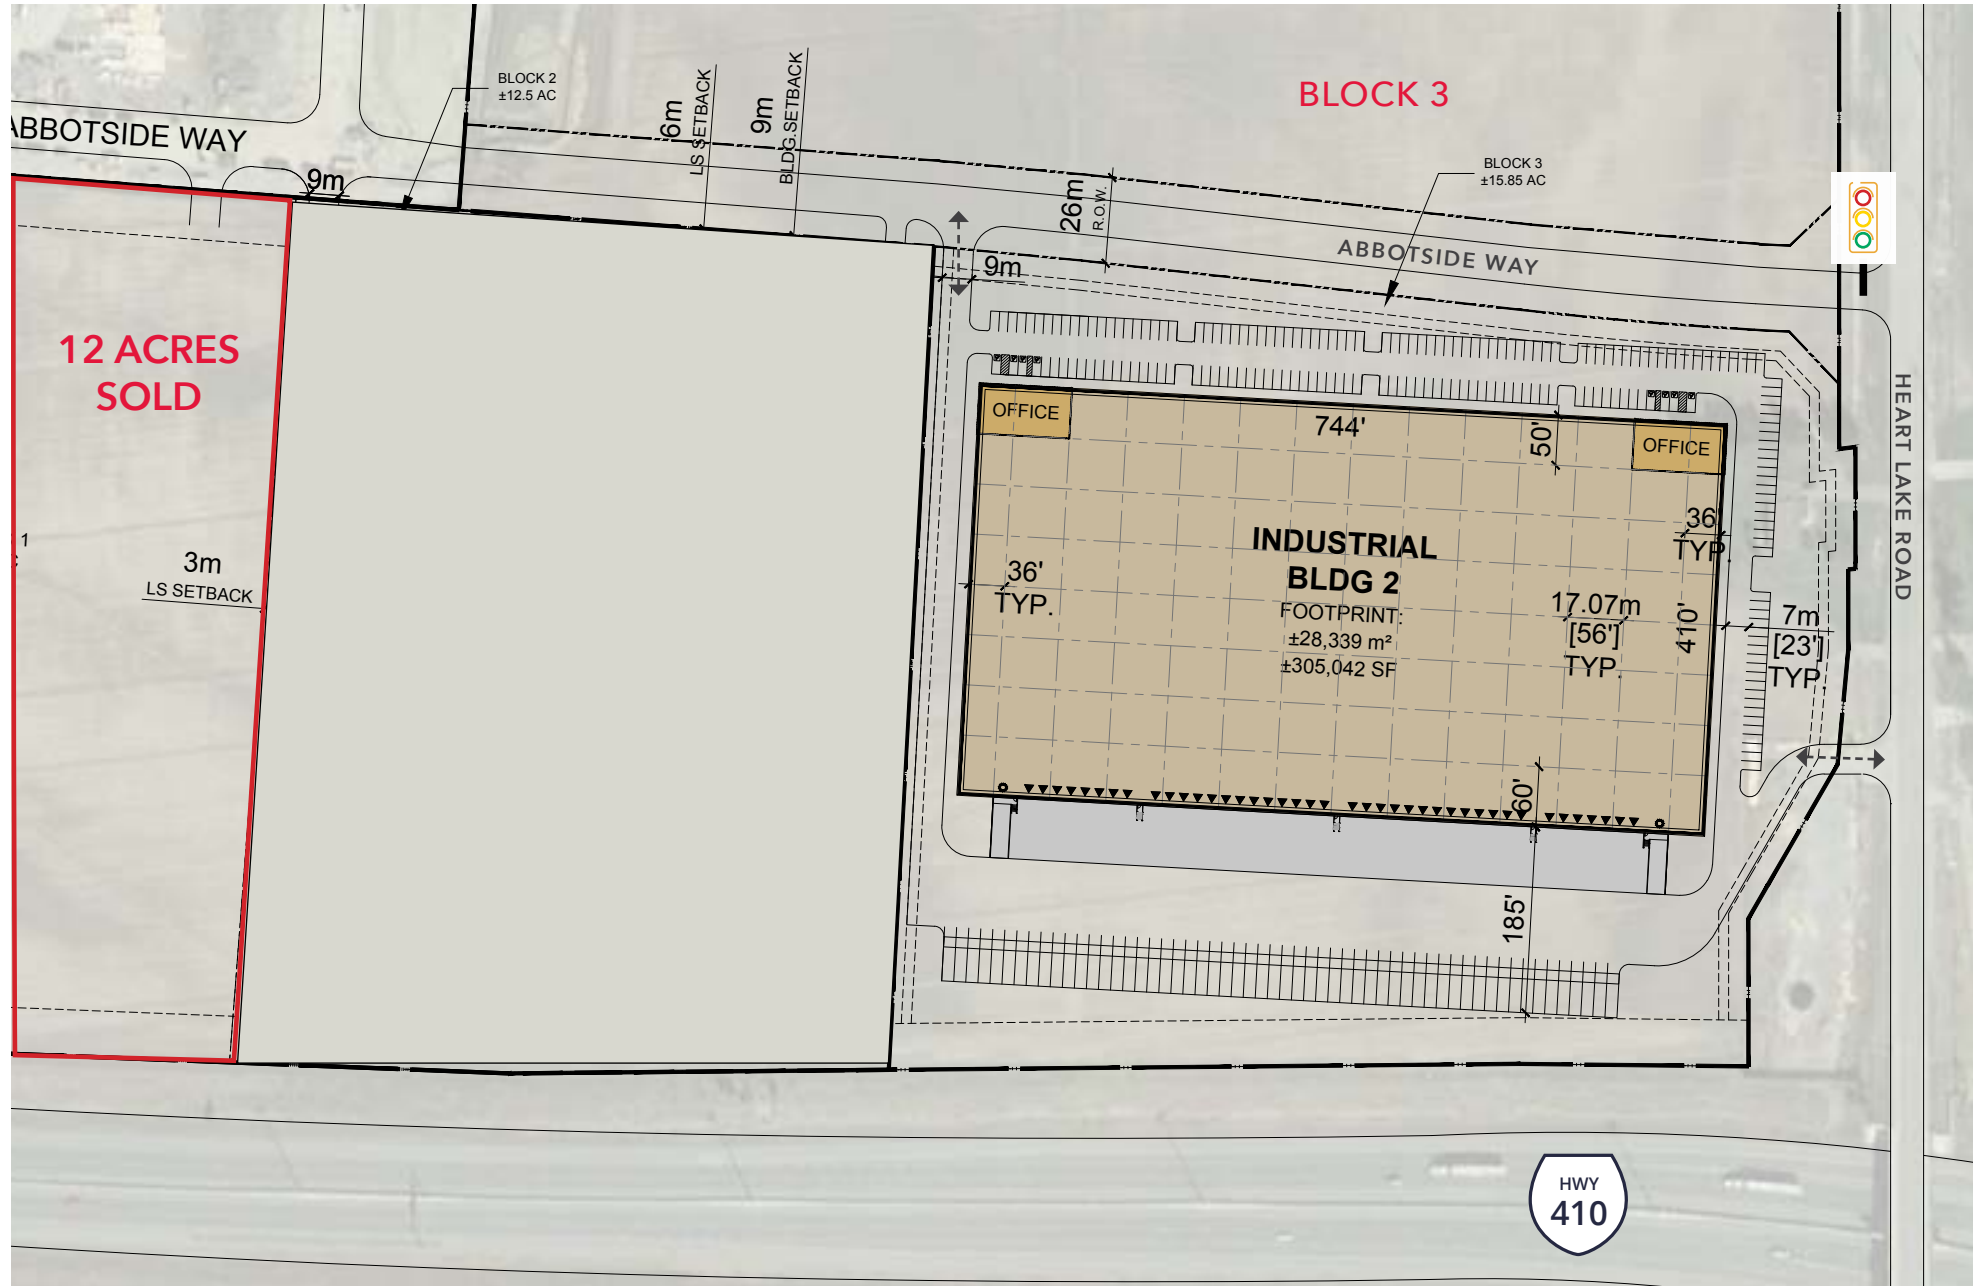 BLOCK 3
BLOCK 2
±12.5 AC
6m
LS SETBACK
9m
BLDG.SETBACK
ABBOTSIDE WAY
9m
BLOCK 3
±15.85 AC
26m
R.O.W.
ABBOTSIDE WAY
9m
12 ACRES
SOLD
OFFICE
744'
50'
OFFICE
HEART LAKE ROAD
36'
TYP.
INDUSTRIAL
BLDG 2
FOOTPRINT:
±28,339 m²
±305,042 SF
36'
TYP.
17.07m
[56']
TYP.
410'
7m
[23']
TYP.
1
3m
LS SETBACK
60'
185'
HWY
410